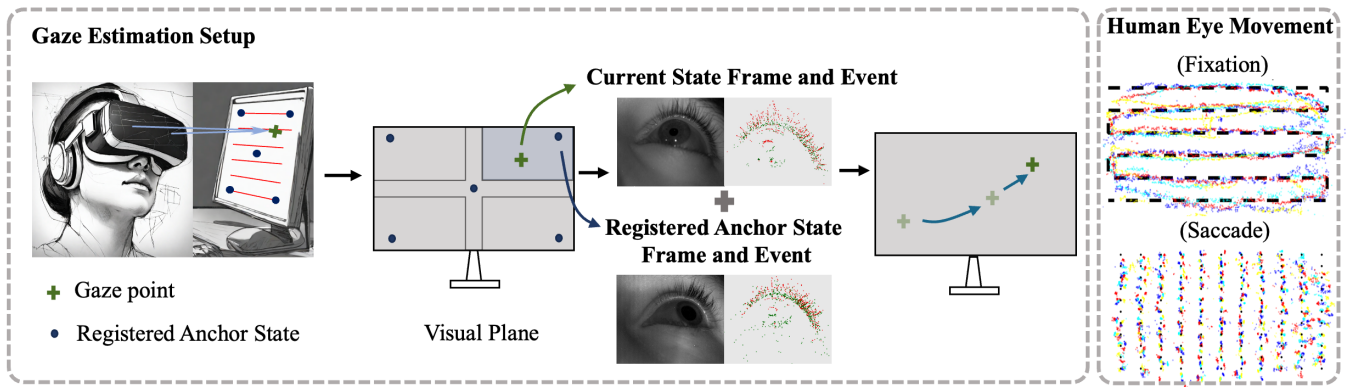 Gaze Estimation Setup
Current State Frame and Event
Registered Anchor State
Frame and Event
Gaze point
Registered Anchor State
Visual Plane
Human Eye Movement
(Fixation)
(Saccade)